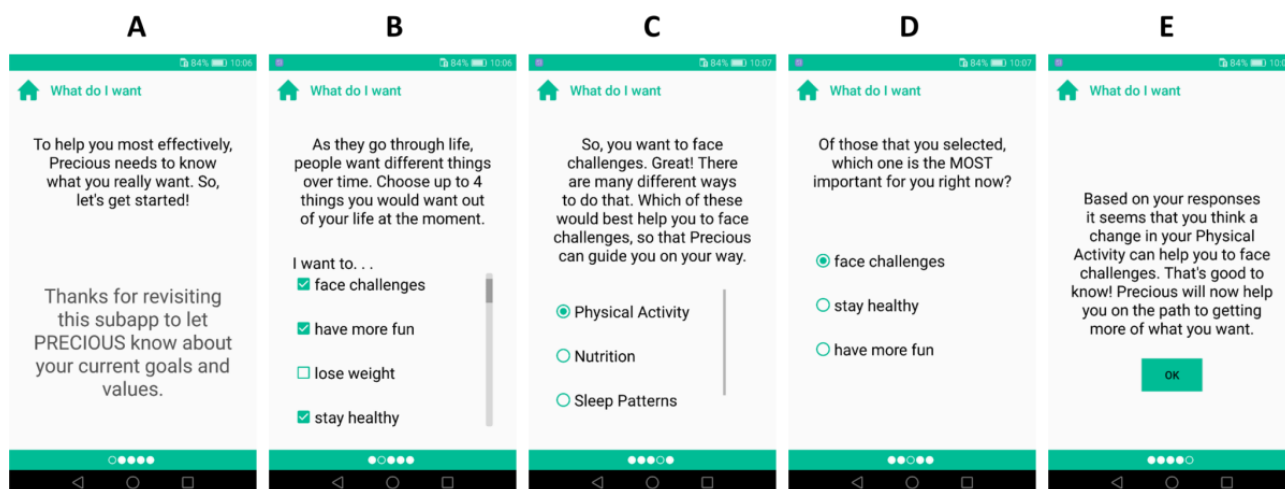 A
84% 10:06
What do I want
To help you most effectively,
Precious needs to know
what you really want. So,
let's get started!
Thanks for revisiting
this subapp to let
PRECIOUS know about
your current goals and
values.
B
84% 10:06
What do I want
As they go through life,
people want different things
over time. Choose up to 4
things you would want out
of your life at the moment.
I want to. . .
face challenges
have more fun
lose weight
stay healthy
C
84% 10:07
What do I want
So, you want to face
challenges. Great! There
are many different ways
to do that. Which of these
would best help you to face
challenges, so that Precious
can guide you on your way.
Physical Activity
Nutrition
Sleep Patterns
D
84% 10:07
What do I want
Of those that you selected,
which one is the MOST
important for you right now?
face challenges
stay healthy
have more fun
E
84%
What do I want
Based on your responses
it seems that you think a
change in your Physical
Activity can help you to face
challenges. That's good to
know! Precious will now help
you on the path to getting
more of what you want.
OK